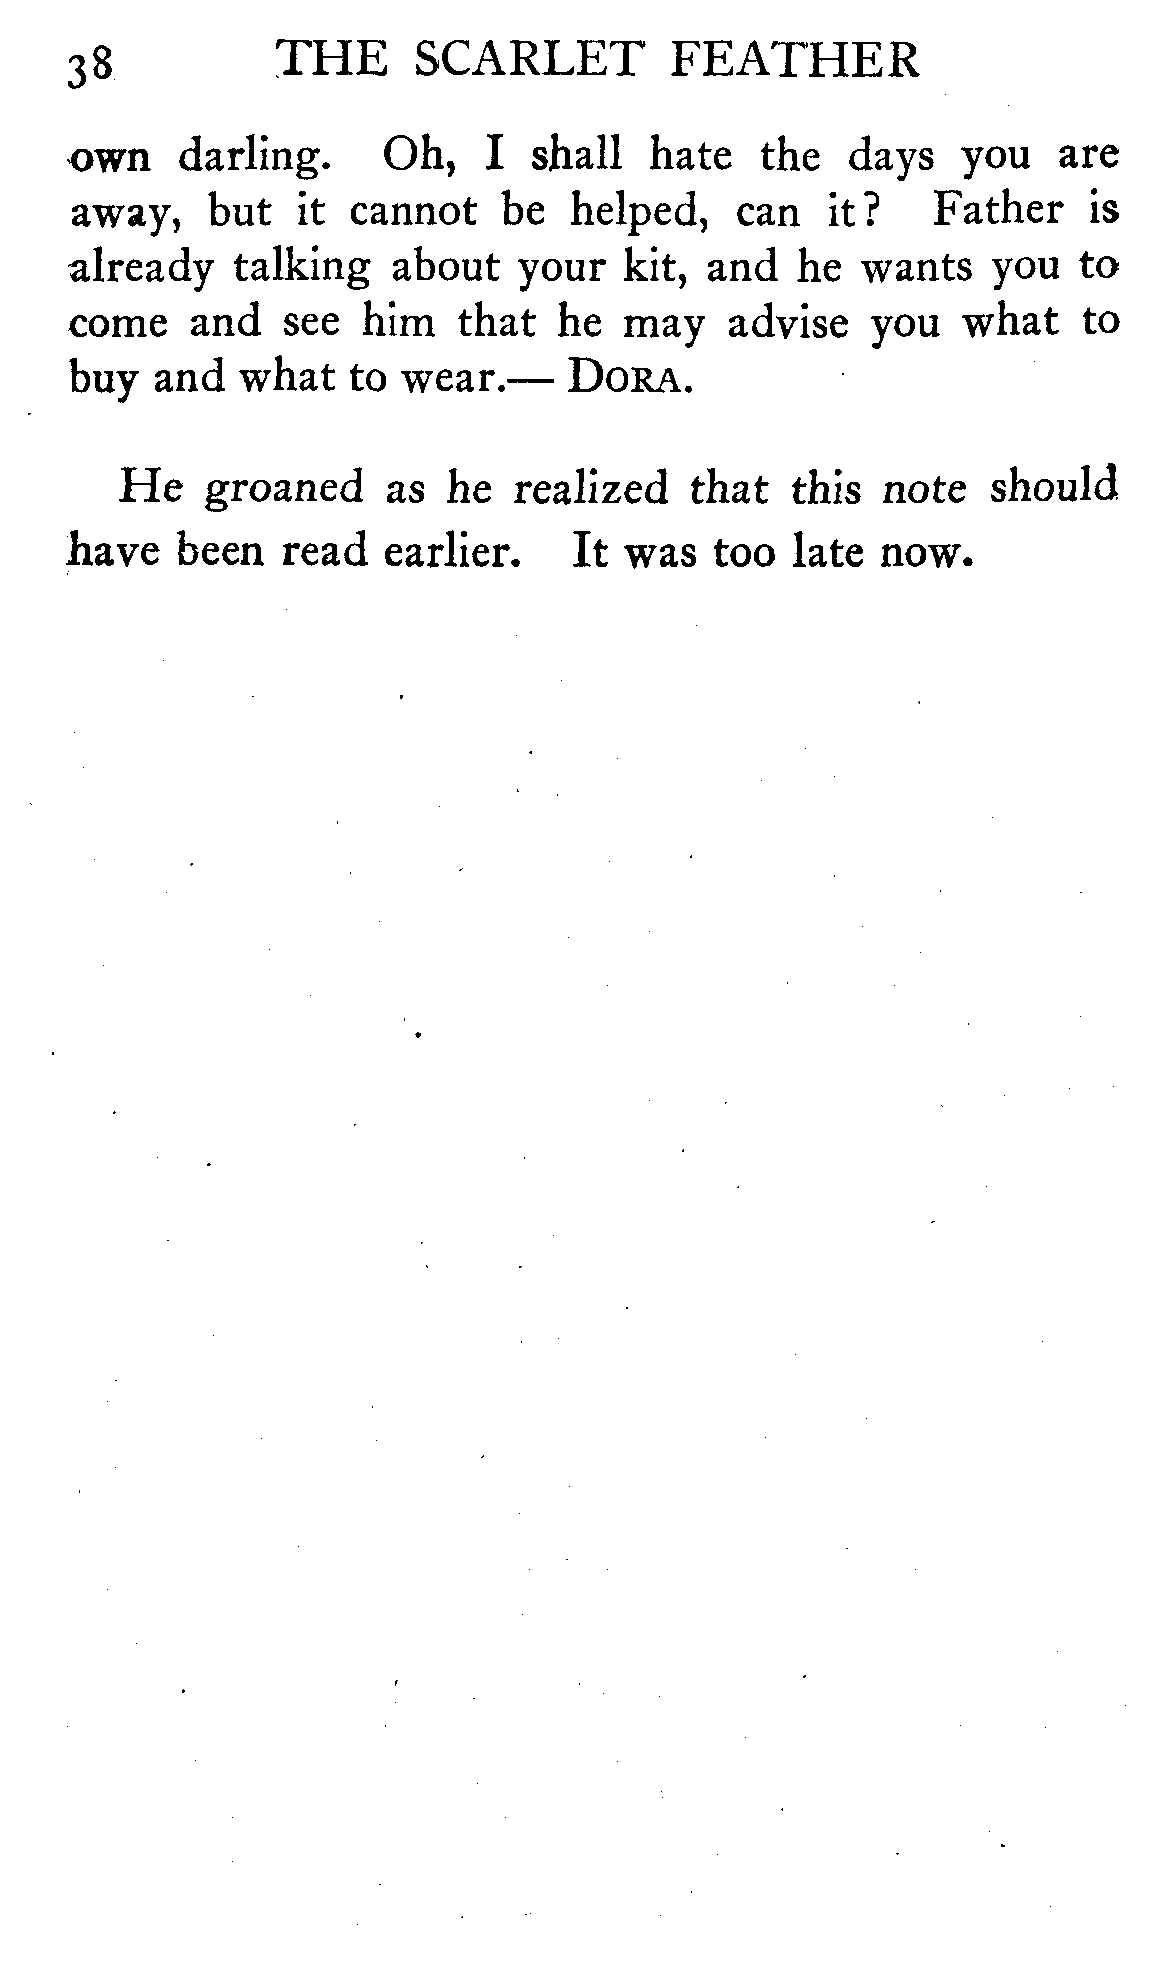 38 THE SCARLET FEATHER
own darling. Oh, I shall hate the days you are
away, but it cannot be helped, can it? Father is
already talking about your kit, and he wants you to
come and see him that he may advise you what to
buy and what to wear.— DORA.
He groaned as he realized that this note should
have been read earlier. It was too late now.